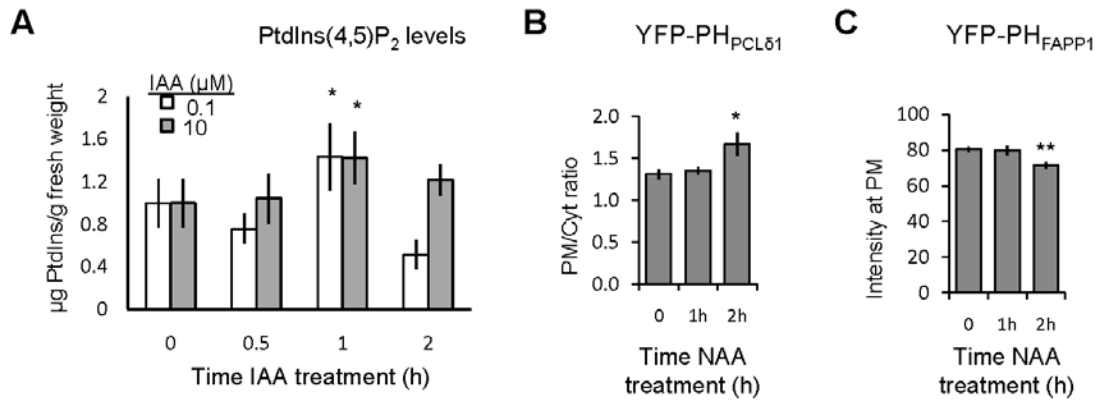 A
PtdIns(4,5)P₂ levels
IAA (µM)
0.1
10
µg PtdIns/g fresh weight
2
1.6
1.2
0.8
0.4
0
* *
0 0.5 1 2
Time IAA treatment (h)
B
YFP-PH_PCLδ1
PM/Cyt ratio
2.0
1.5
1.0
0.5
0.0
*
0 1h 2h
Time NAA
treatment (h)
C
YFP-PH_FAPP1
Intensity at PM
100
80
60
40
20
0
**
0 1h 2h
Time NAA
treatment (h)